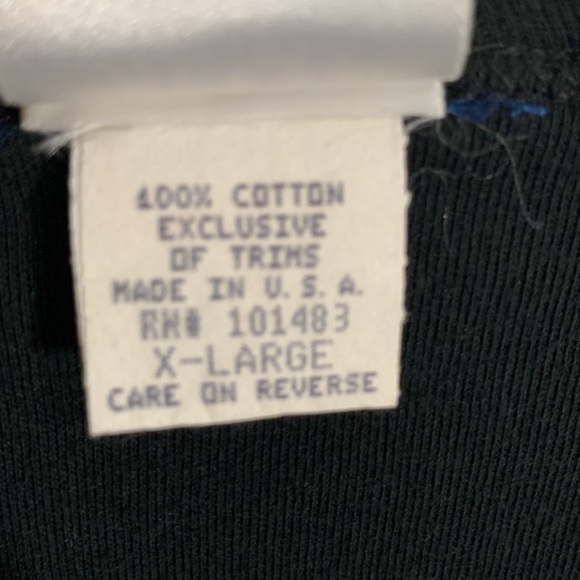 100% COTTON
EXCLUSIVE
OF TRIMS
MADE IN U.S.A.
RN# 101483
X-LARGE
CARE ON REVERSE